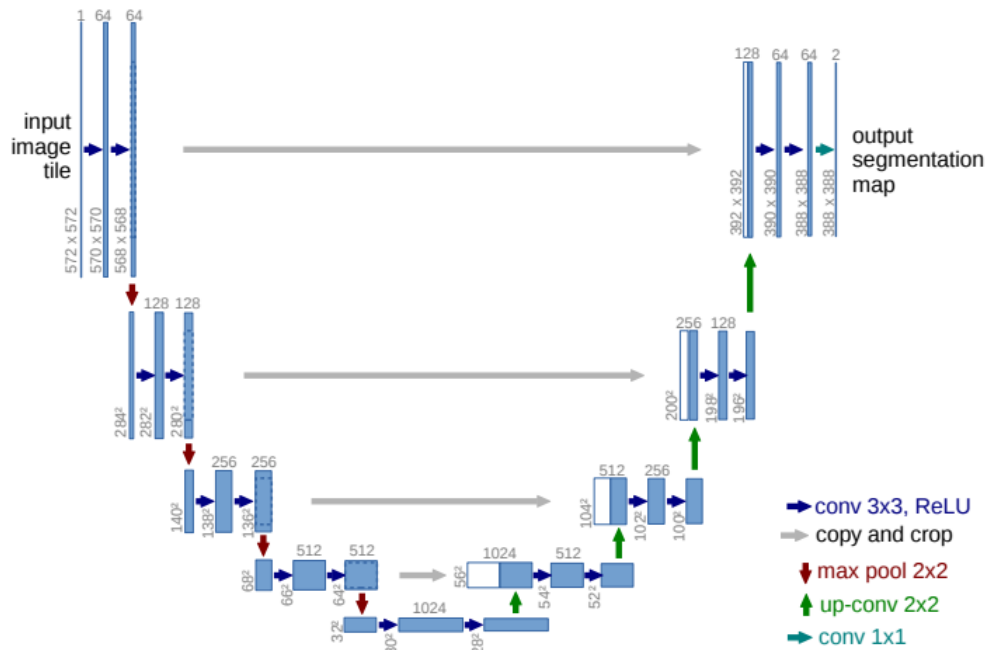 1 64 64
128 64 64 2
input
image
tile
output
segmentation
map
572 x 572
570 x 570
568 x 568
392 x 392
390 x 390
388 x 388
388 x 388
128 128
256 128
284²
282²
280²
200²
198²
196²
256 256
512 256
140²
138²
136²
104²
102²
100²
512 512
1024 512
68²
66²
64²
56²
54²
52²
1024
32²
30²
28²
conv 3x3, ReLU
copy and crop
max pool 2x2
up-conv 2x2
conv 1x1